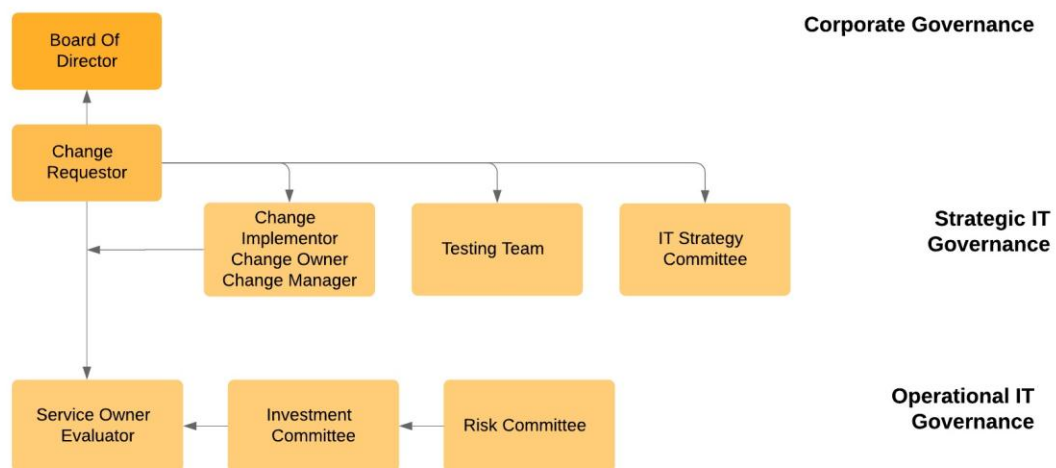 Corporate Governance
Board Of
Director
Change
Requestor
Change
Implementor
Change Owner
Change Manager
Testing Team
IT Strategy
Committee
Strategic IT
Governance
Service Owner
Evaluator
Investment
Committee
Risk Committee
Operational IT
Governance